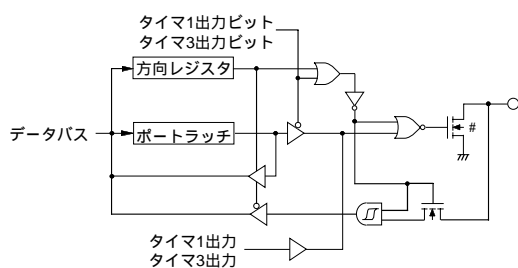 タイマ1出力ビット
タイマ3出力ビット
方向レジスタ
データバス
ポートラッチ
#
タイマ1出力
タイマ3出力